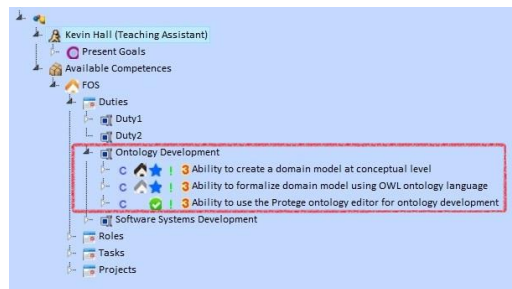 Kevin Hall (Teaching Assistant)
Present Goals
Available Competences
FOS
Duties
Duty1
Duty2
Ontology Development
C ! 3 Ability to create a domain model at conceptual level
C ! 3 Ability to formalize domain model using OWL ontology language
C ! 3 Ability to use the Protege ontology editor for ontology development
Software Systems Development
Roles
Tasks
Projects